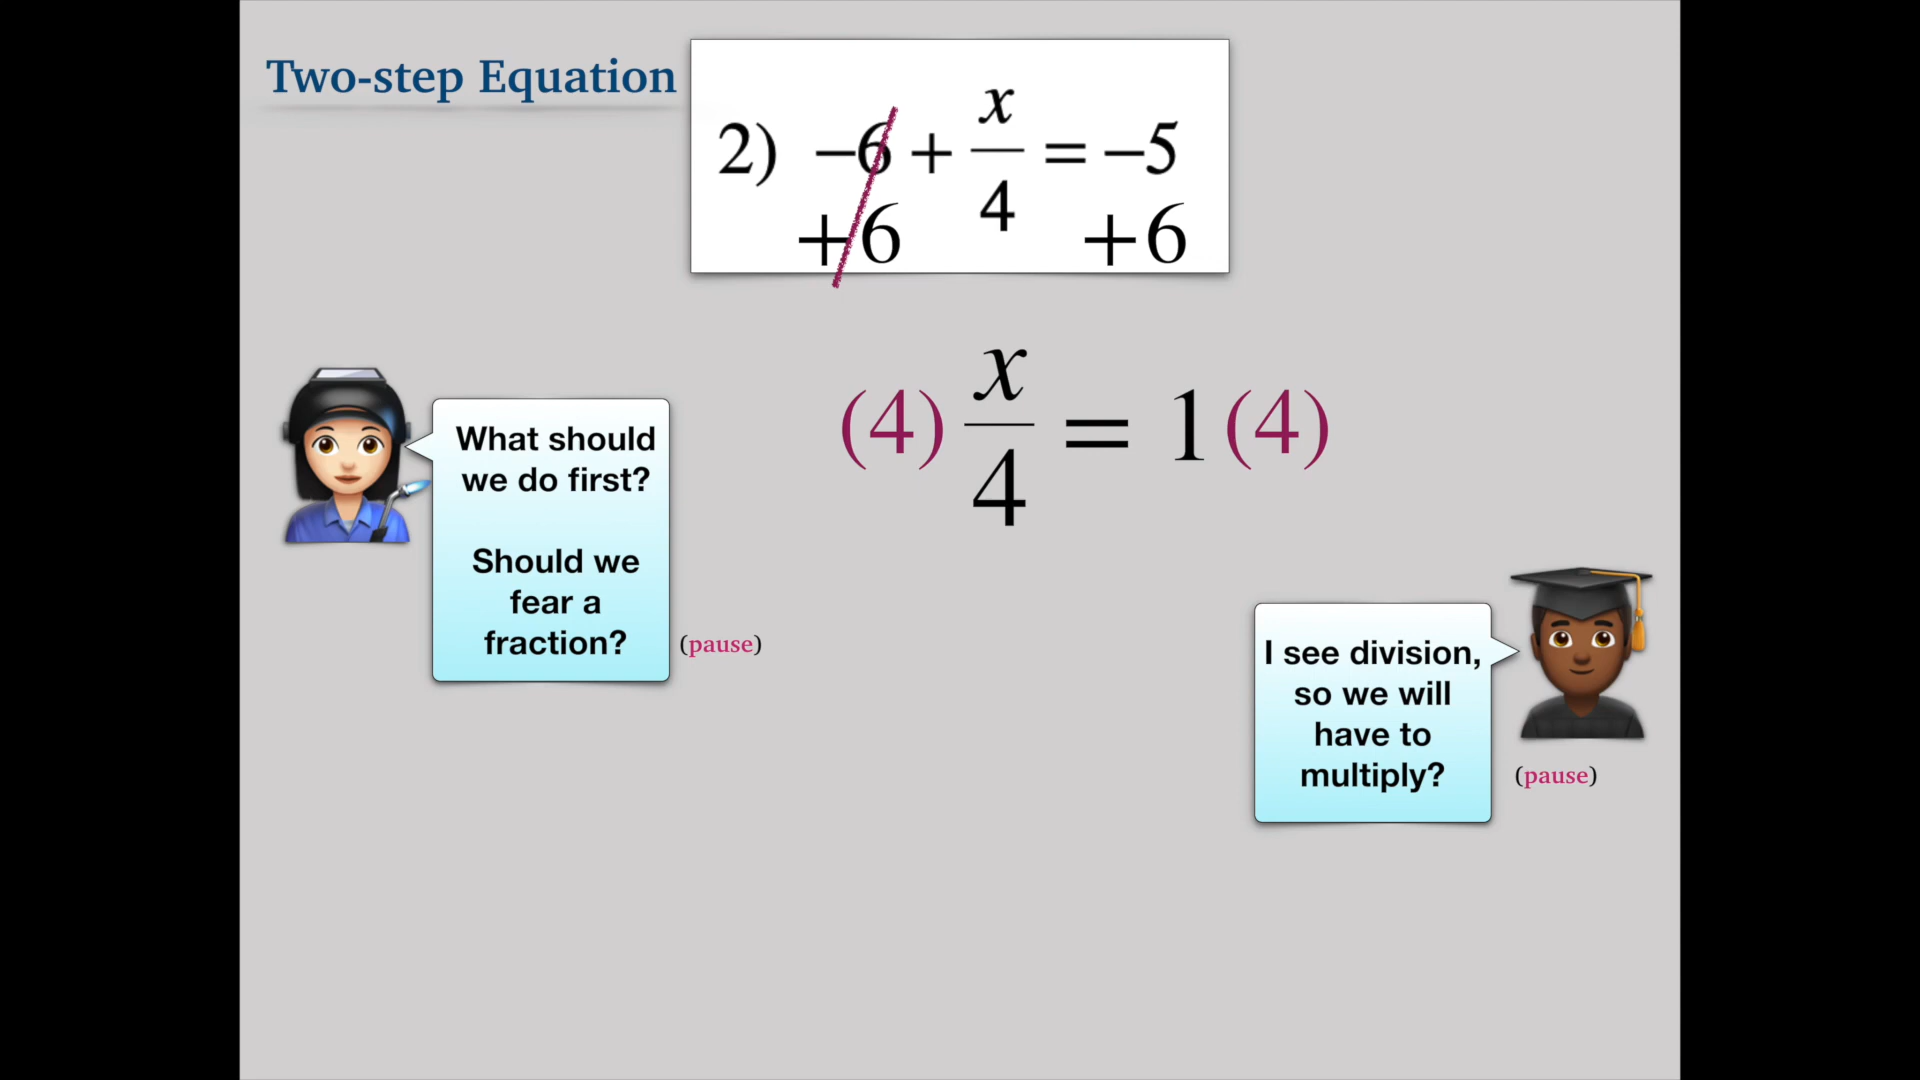 Two-step Equation
2) −6 + x/4 = −5
+6 +6
(4) x/4 = 1 (4)
What should
we do first?
Should we
fear a
fraction?
(pause)
I see division,
so we will
have to
multiply?
(pause)